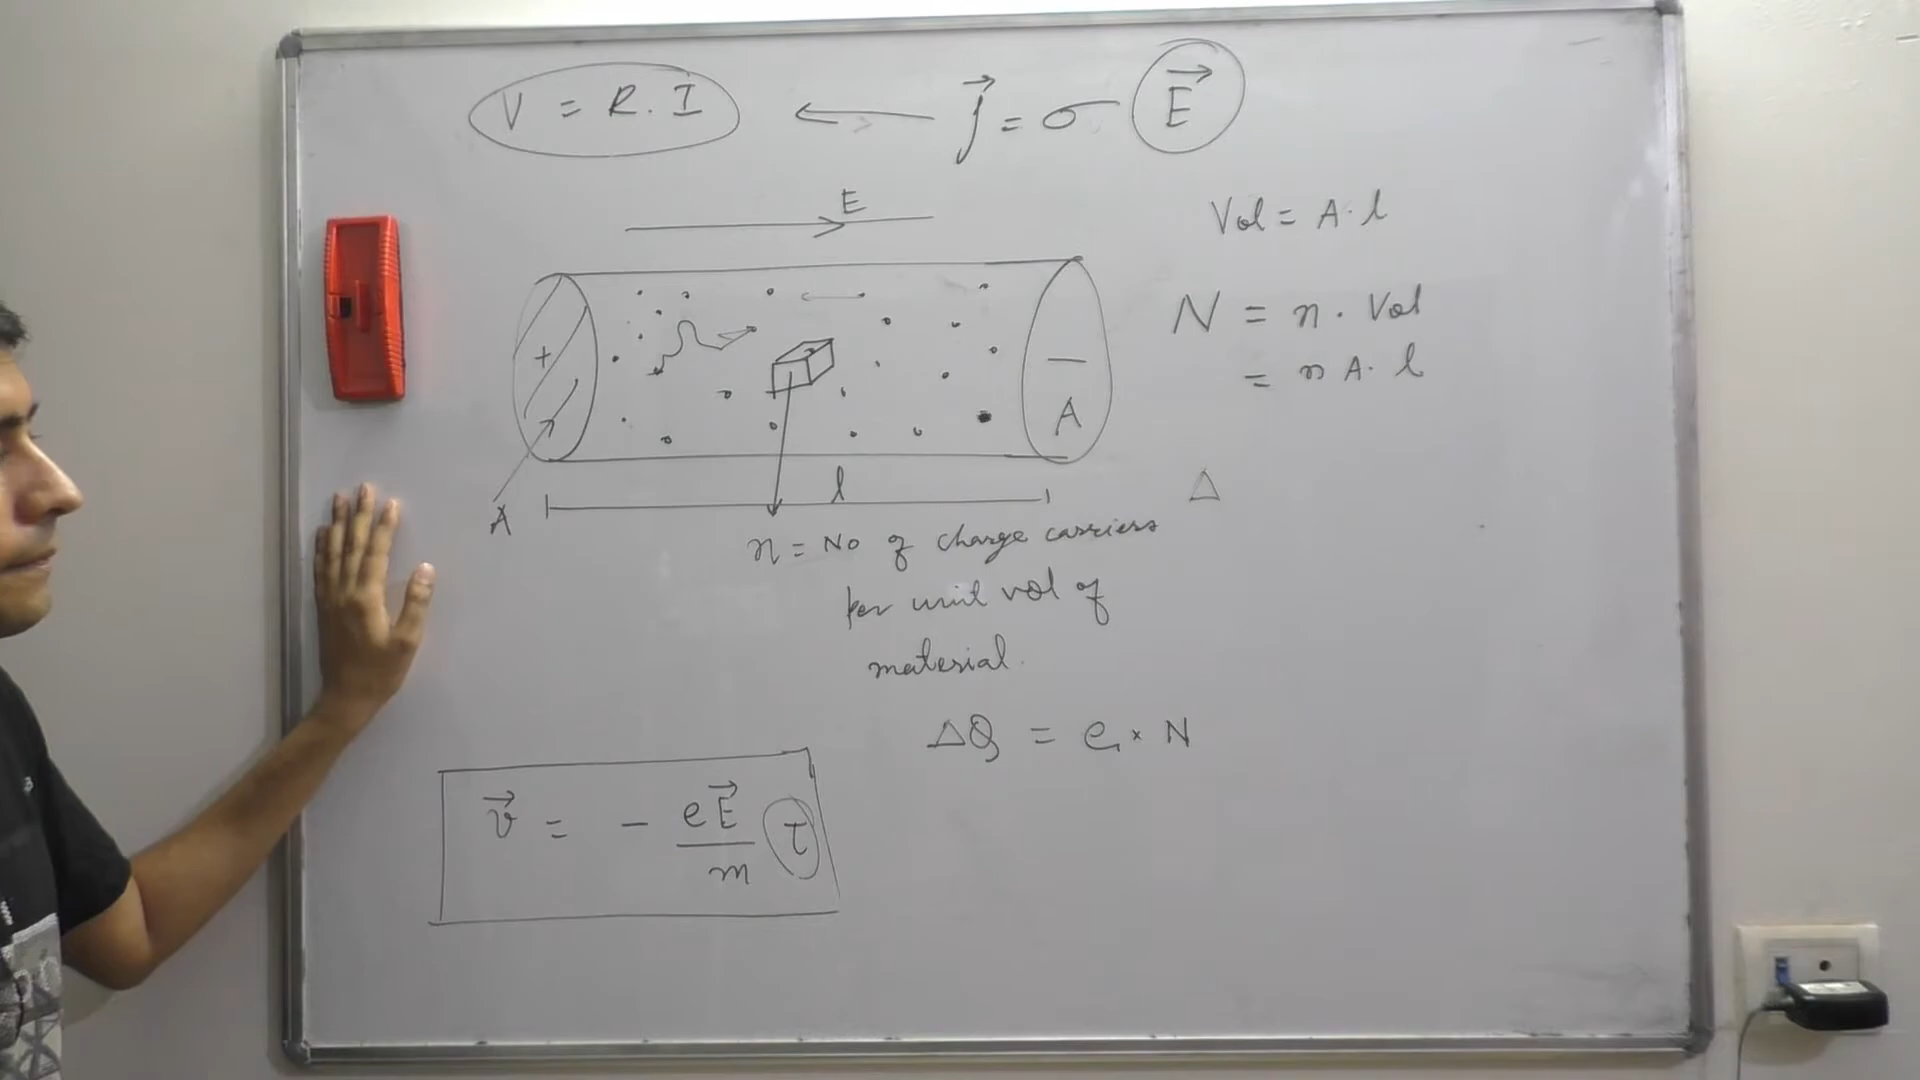 V = R . I ← J⃗ = σ E⃗
E
Vol = A · l
N = n . Vol
= n A . l
+
−
A
A
l
Δ
n = No of charge carriers
per unit vol of
material.
ΔQ = e × N
v⃗ = − eE⃗/m τ